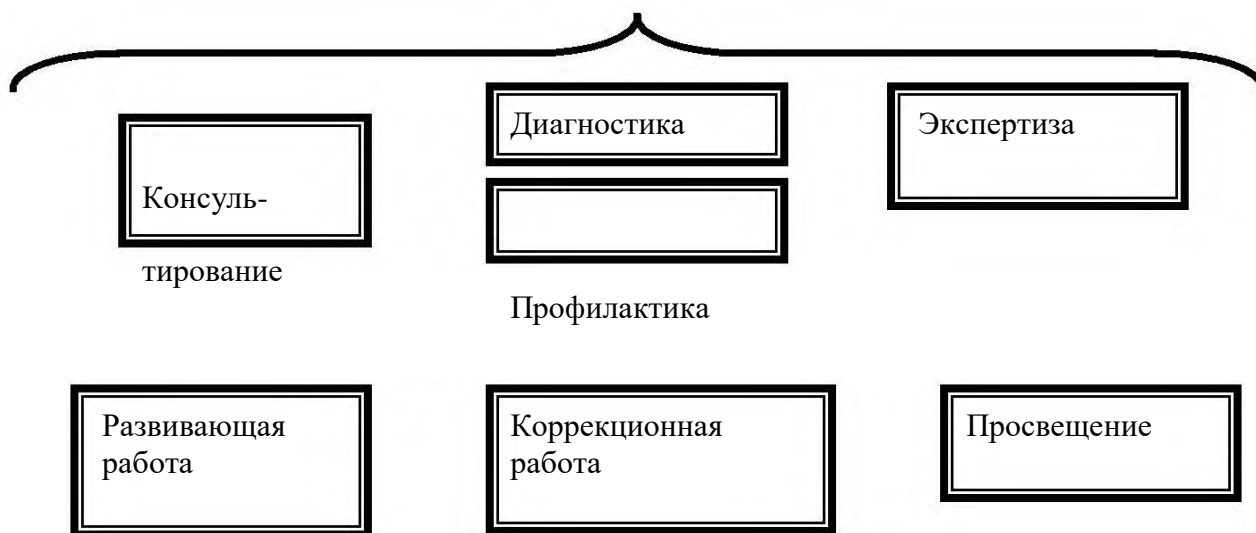 Диагностика
Экспертиза
Консуль-
тирование
Профилактика
Развивающая
работа
Коррекционная
работа
Просвещение